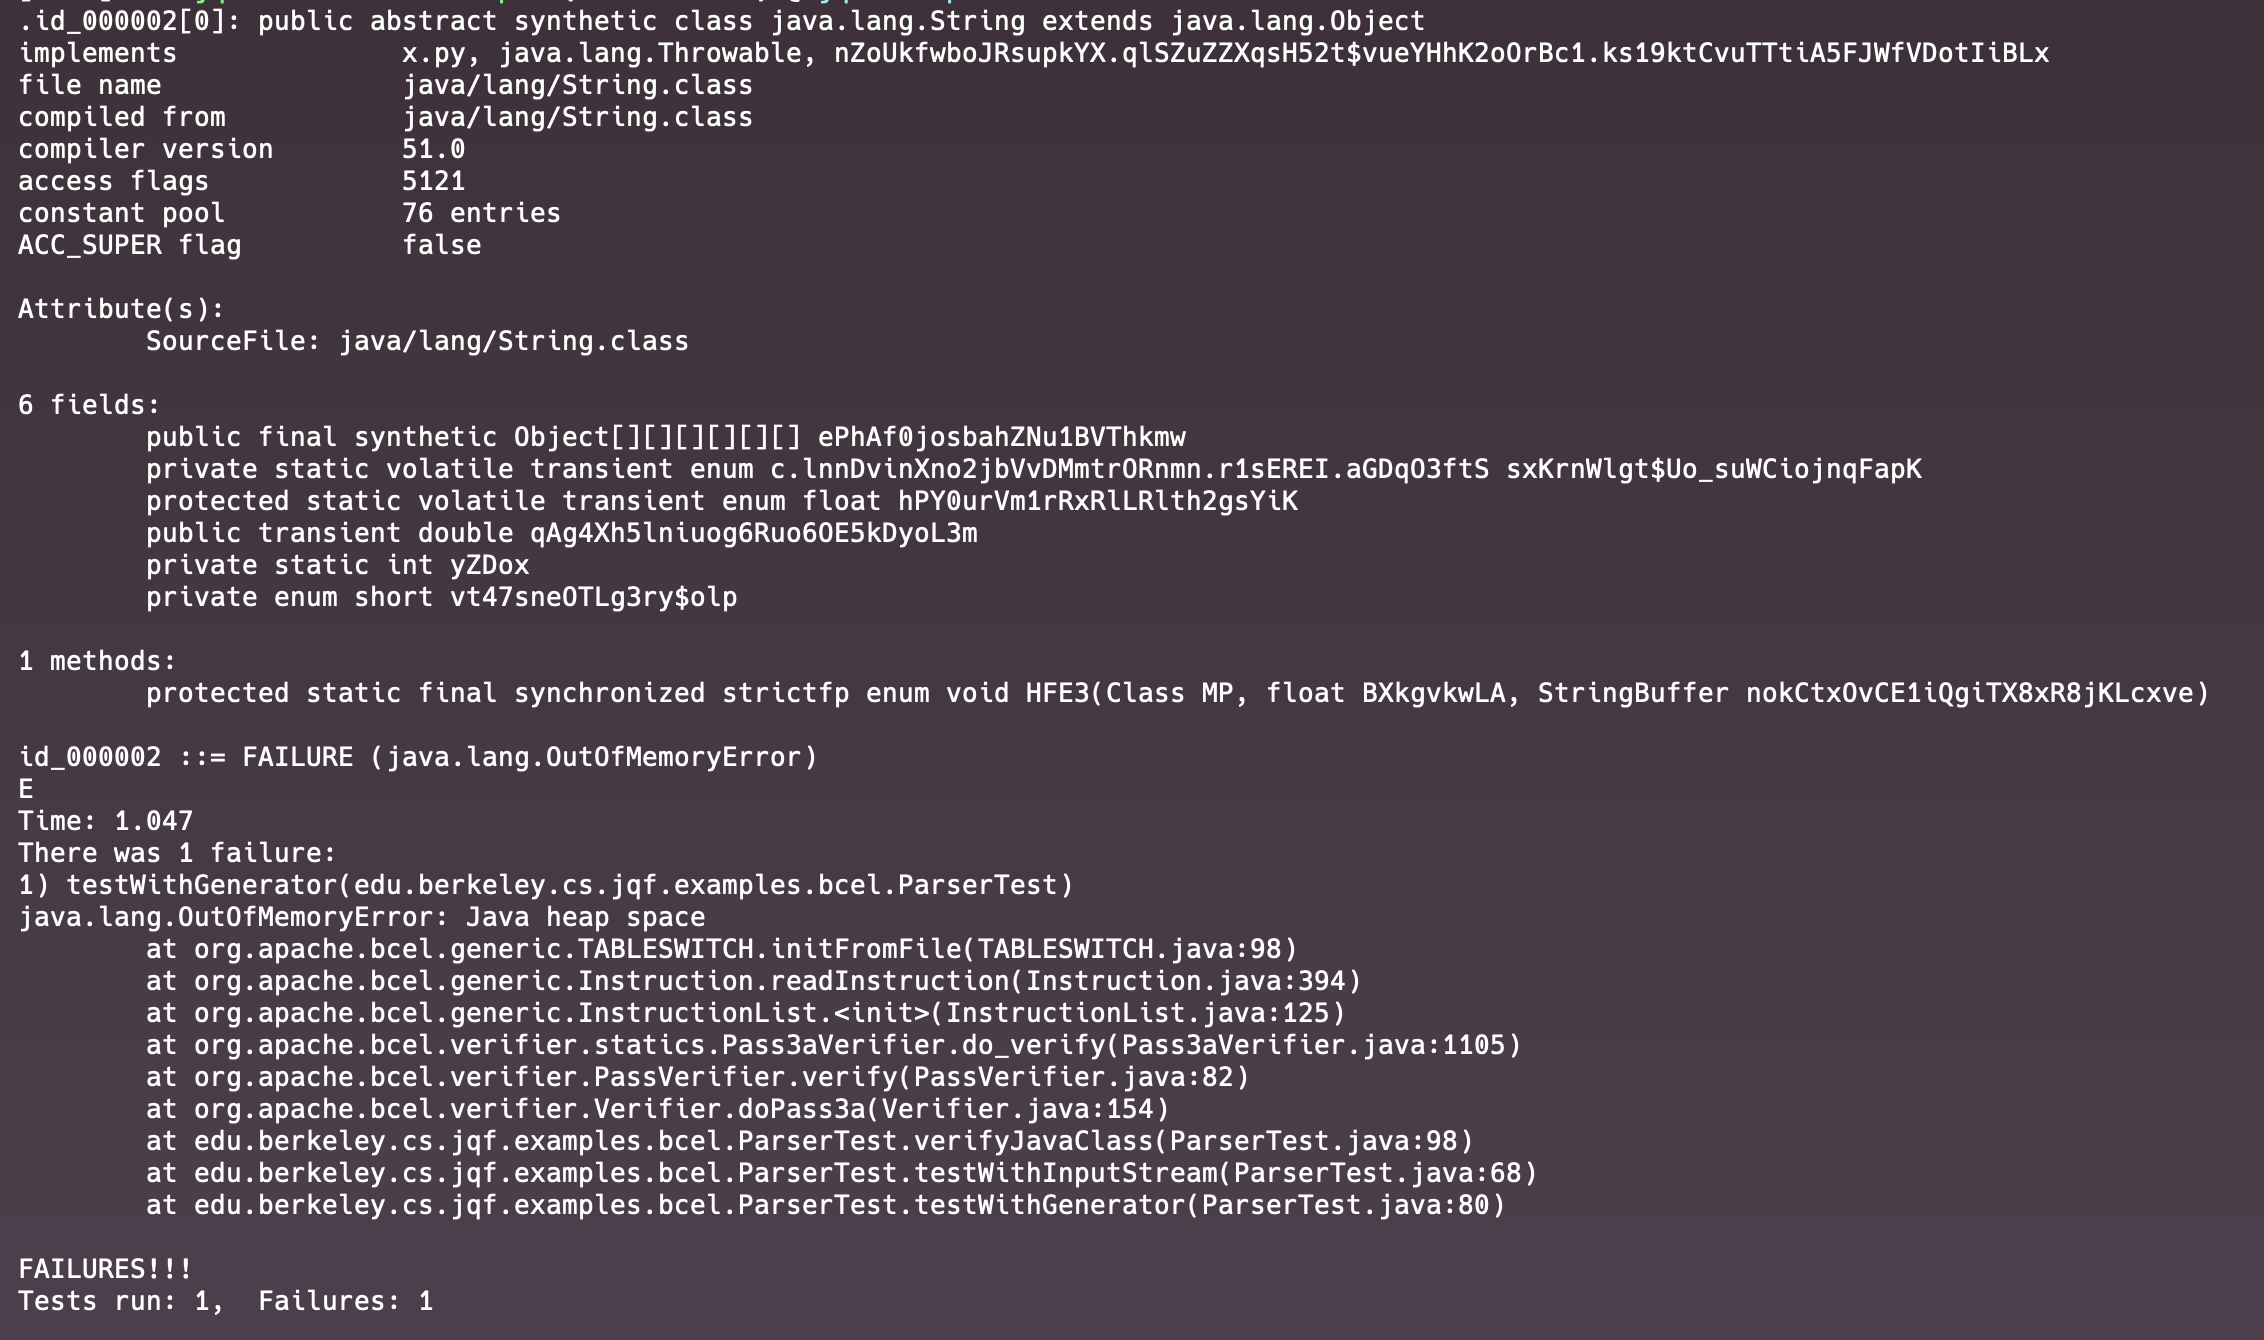 .id_000002[0]: public abstract synthetic class java.lang.String extends java.lang.Object
implements              x.py, java.lang.Throwable, nZoUkfwboJRsupkYX.qlSZuZZXqsH52t$vueYHhK2oOrBc1.ks19ktCvuTTtiA5FJWfVDotIiBLx
file name               java/lang/String.class
compiled from           java/lang/String.class
compiler version        51.0
access flags            5121
constant pool           76 entries
ACC_SUPER flag          false

Attribute(s):
        SourceFile: java/lang/String.class

6 fields:
        public final synthetic Object[][][][][][] ePhAf0josbahZNu1BVThkmw
        private static volatile transient enum c.lnnDvinXno2jbVvDMmtrORnmn.r1sEREI.aGDqO3ftS sxKrnWlgt$Uo_suWCiojnqFapK
        protected static volatile transient enum float hPY0urVm1rRxRlLRlth2gsYiK
        public transient double qAg4Xh5lniuog6Ruo6OE5kDyoL3m
        private static int yZDox
        private enum short vt47sneOTLg3ry$olp

1 methods:
        protected static final synchronized strictfp enum void HFE3(Class MP, float BXkgvkwLA, StringBuffer nokCtxOvCE1iQgiTX8xR8jKLcxve)

id_000002 ::= FAILURE (java.lang.OutOfMemoryError)
E
Time: 1.047
There was 1 failure:
1) testWithGenerator(edu.berkeley.cs.jqf.examples.bcel.ParserTest)
java.lang.OutOfMemoryError: Java heap space
        at org.apache.bcel.generic.TABLESWITCH.initFromFile(TABLESWITCH.java:98)
        at org.apache.bcel.generic.Instruction.readInstruction(Instruction.java:394)
        at org.apache.bcel.generic.InstructionList.<init>(InstructionList.java:125)
        at org.apache.bcel.verifier.statics.Pass3aVerifier.do_verify(Pass3aVerifier.java:1105)
        at org.apache.bcel.verifier.PassVerifier.verify(PassVerifier.java:82)
        at org.apache.bcel.verifier.Verifier.doPass3a(Verifier.java:154)
        at edu.berkeley.cs.jqf.examples.bcel.ParserTest.verifyJavaClass(ParserTest.java:98)
        at edu.berkeley.cs.jqf.examples.bcel.ParserTest.testWithInputStream(ParserTest.java:68)
        at edu.berkeley.cs.jqf.examples.bcel.ParserTest.testWithGenerator(ParserTest.java:80)

FAILURES!!!
Tests run: 1,  Failures: 1